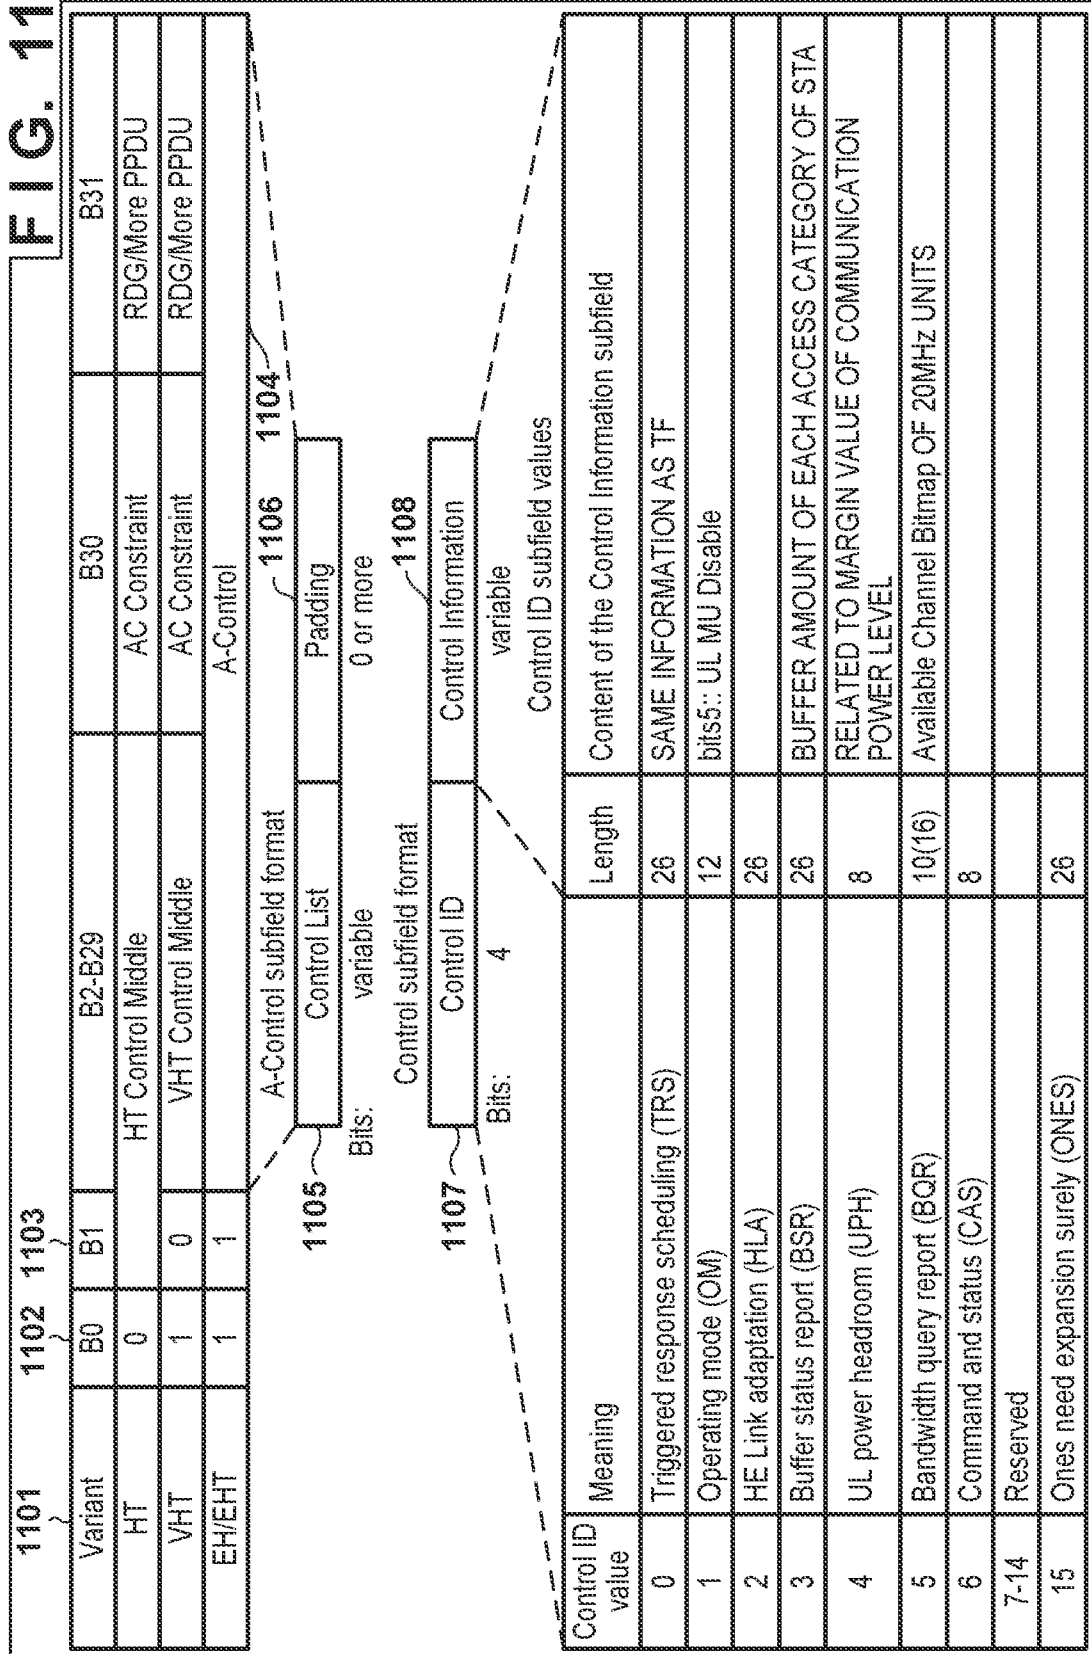 FIG. 11
1101 1102 1103
Variant B0 B1 B2-B29 B30 B31
HT 0 HT Control Middle AC Constraint RDG/More PPDU
VHT 1 0 VHT Control Middle AC Constraint RDG/More PPDU
EH/EHT 1 1 A-Control
1104
A-Control subfield format
1105 1106
Control List Padding
Bits: variable 0 or more
Control subfield format
1107 1108
Control ID Control Information
Bits: 4 variable
Control ID subfield values
Control ID value Meaning Length Content of the Control Information subfield
0 Triggered response scheduling (TRS) 26 SAME INFORMATION AS TF
1 Operating mode (OM) 12 bits5:: UL MU Disable
2 HE Link adaptation (HLA) 26
3 Buffer status report (BSR) 26 BUFFER AMOUNT OF EACH ACCESS CATEGORY OF STA
4 UL power headroom (UPH) 8 RELATED TO MARGIN VALUE OF COMMUNICATION
POWER LEVEL
5 Bandwidth query report (BQR) 10(16) Available Channel Bitmap OF 20MHz UNITS
6 Command and status (CAS) 8
7-14 Reserved
15 Ones need expansion surely (ONES) 26